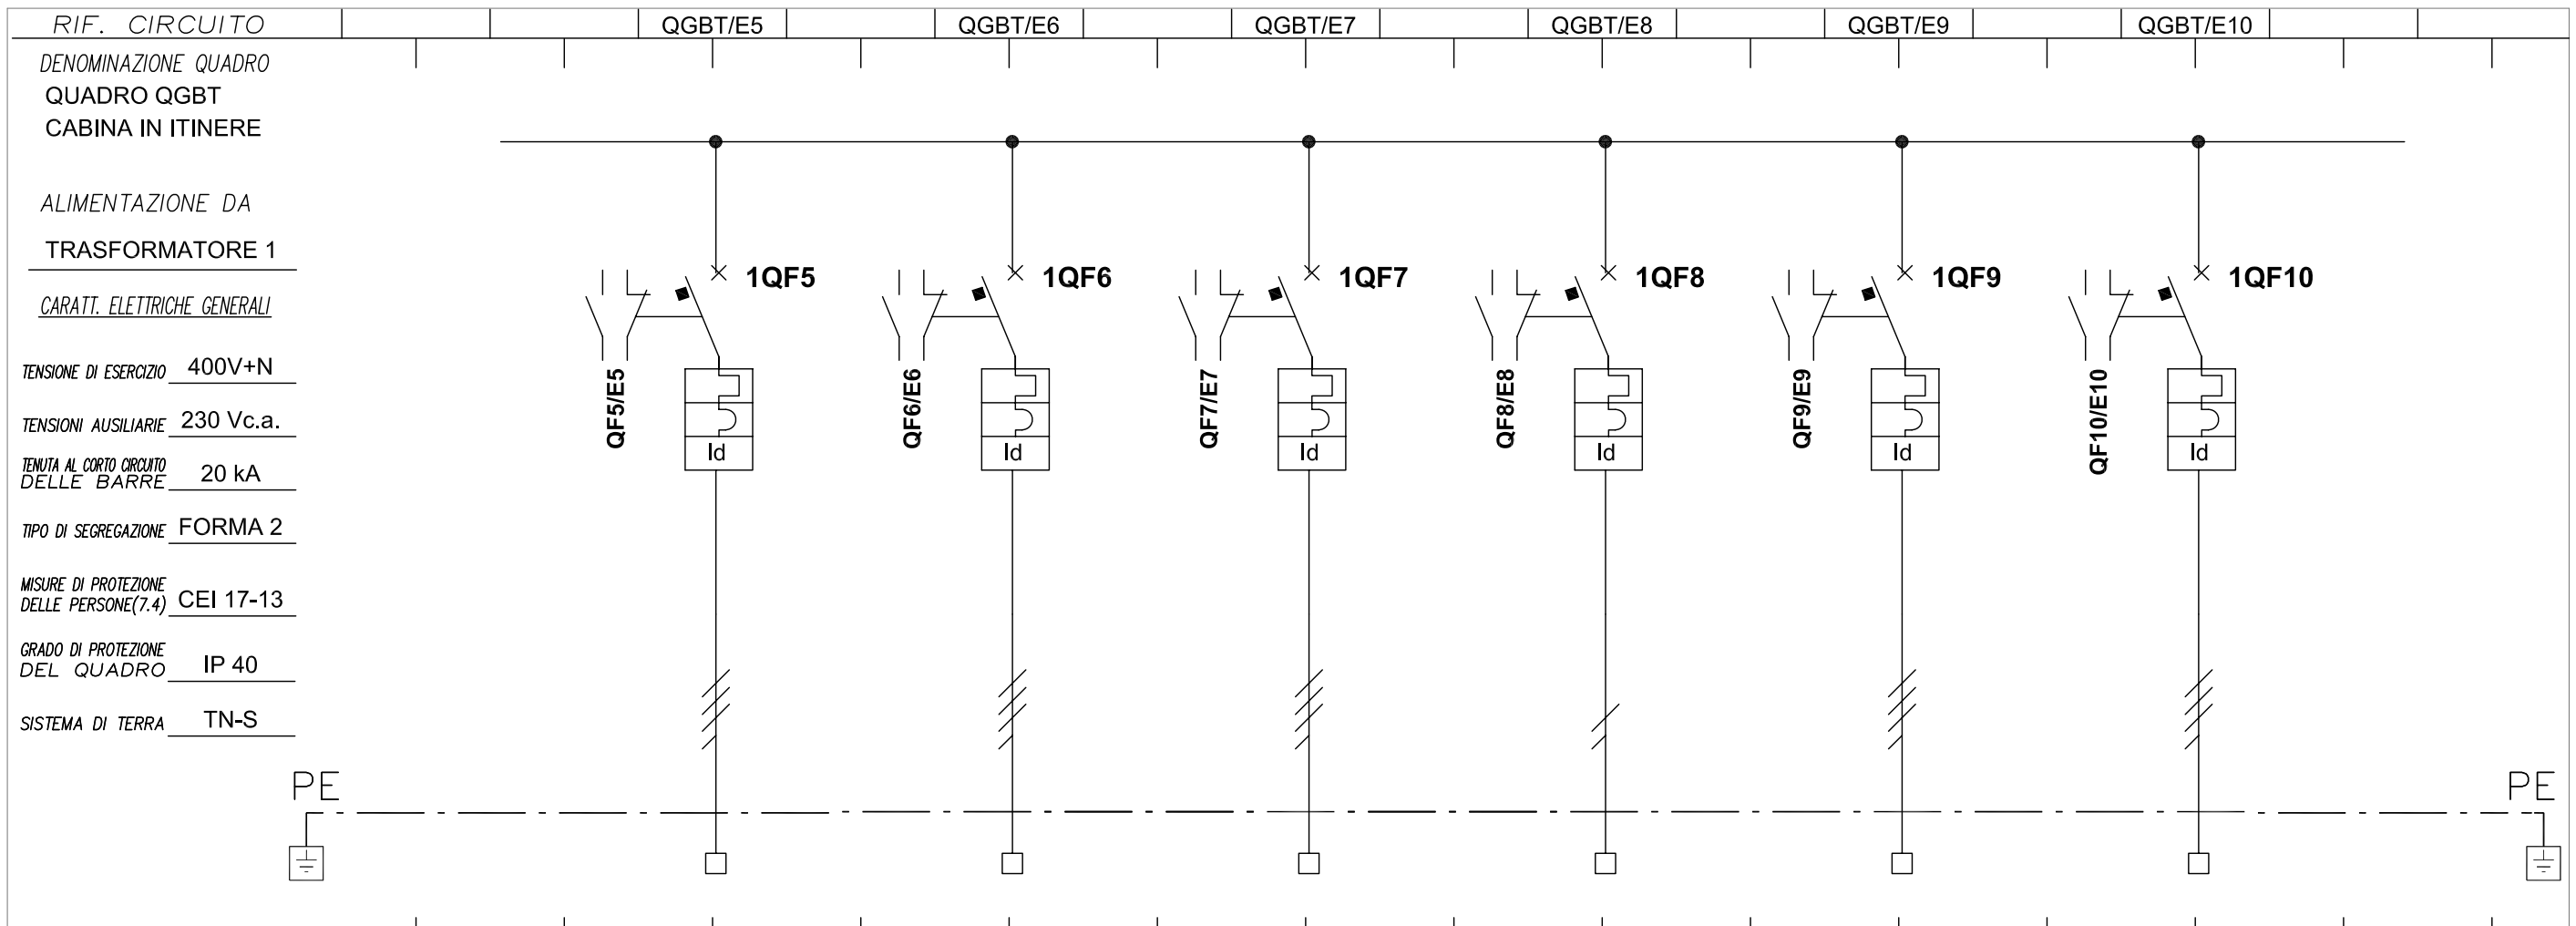 RIF. CIRCUITO QGBT/E5 QGBT/E6 QGBT/E7 QGBT/E8 QGBT/E9 QGBT/E10
DENOMINAZIONE QUADRO
QUADRO QGBT
CABINA IN ITINERE
ALIMENTAZIONE DA
TRASFORMATORE 1
1QF5 1QF6 1QF7 1QF8 1QF9 1QF10
CARATT. ELETTRICHE GENERALI
TENSIONE DI ESERCIZIO 400V+N
QF5/E5 QF6/E6 QF7/E7 QF8/E8 QF9/E9 QF10/E10
TENSIONI AUSILIARIE 230 Vc.a.
Id Id Id Id Id Id
TENUTA AL CORTO CIRCUITO
DELLE BARRE 20 kA
TIPO DI SEGREGAZIONE FORMA 2
MISURE DI PROTEZIONE
DELLE PERSONE(7.4) CEI 17-13
GRADO DI PROTEZIONE
DEL QUADRO IP 40
SISTEMA DI TERRA TN-S
PE PE